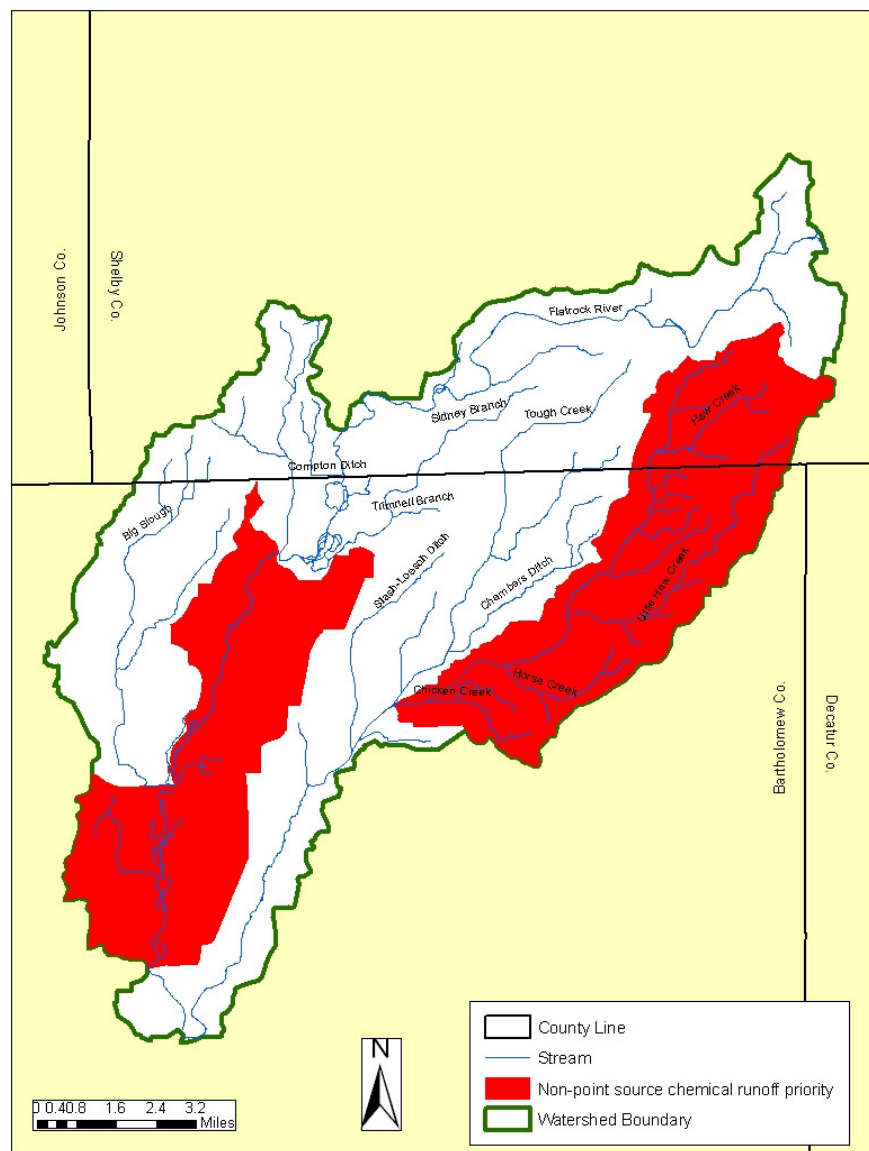 Johnson Co.
Shelby Co.
Flatrock River
Haw Creek
Sidney Branch
Tough Creek
Compton Ditch
Big Slough
Trimnell Branch
Slash-Loesch Ditch
Chambers Ditch
Little Haw Creek
Horse Creek
Chicken Creek
Bartholomew Co.
Decatur Co.
N
0 0.4 0.8 1.6 2.4 3.2
Miles
County Line
Stream
Non-point source chemical runoff priority
Watershed Boundary